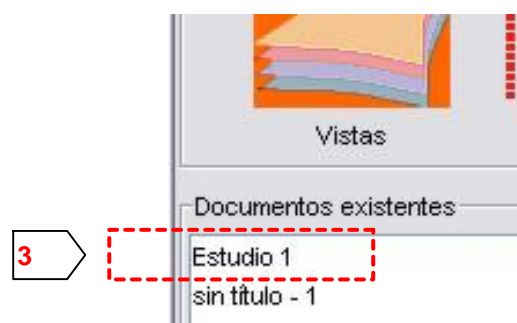 Vistas
Documentos existentes
3
Estudio 1
sin título - 1